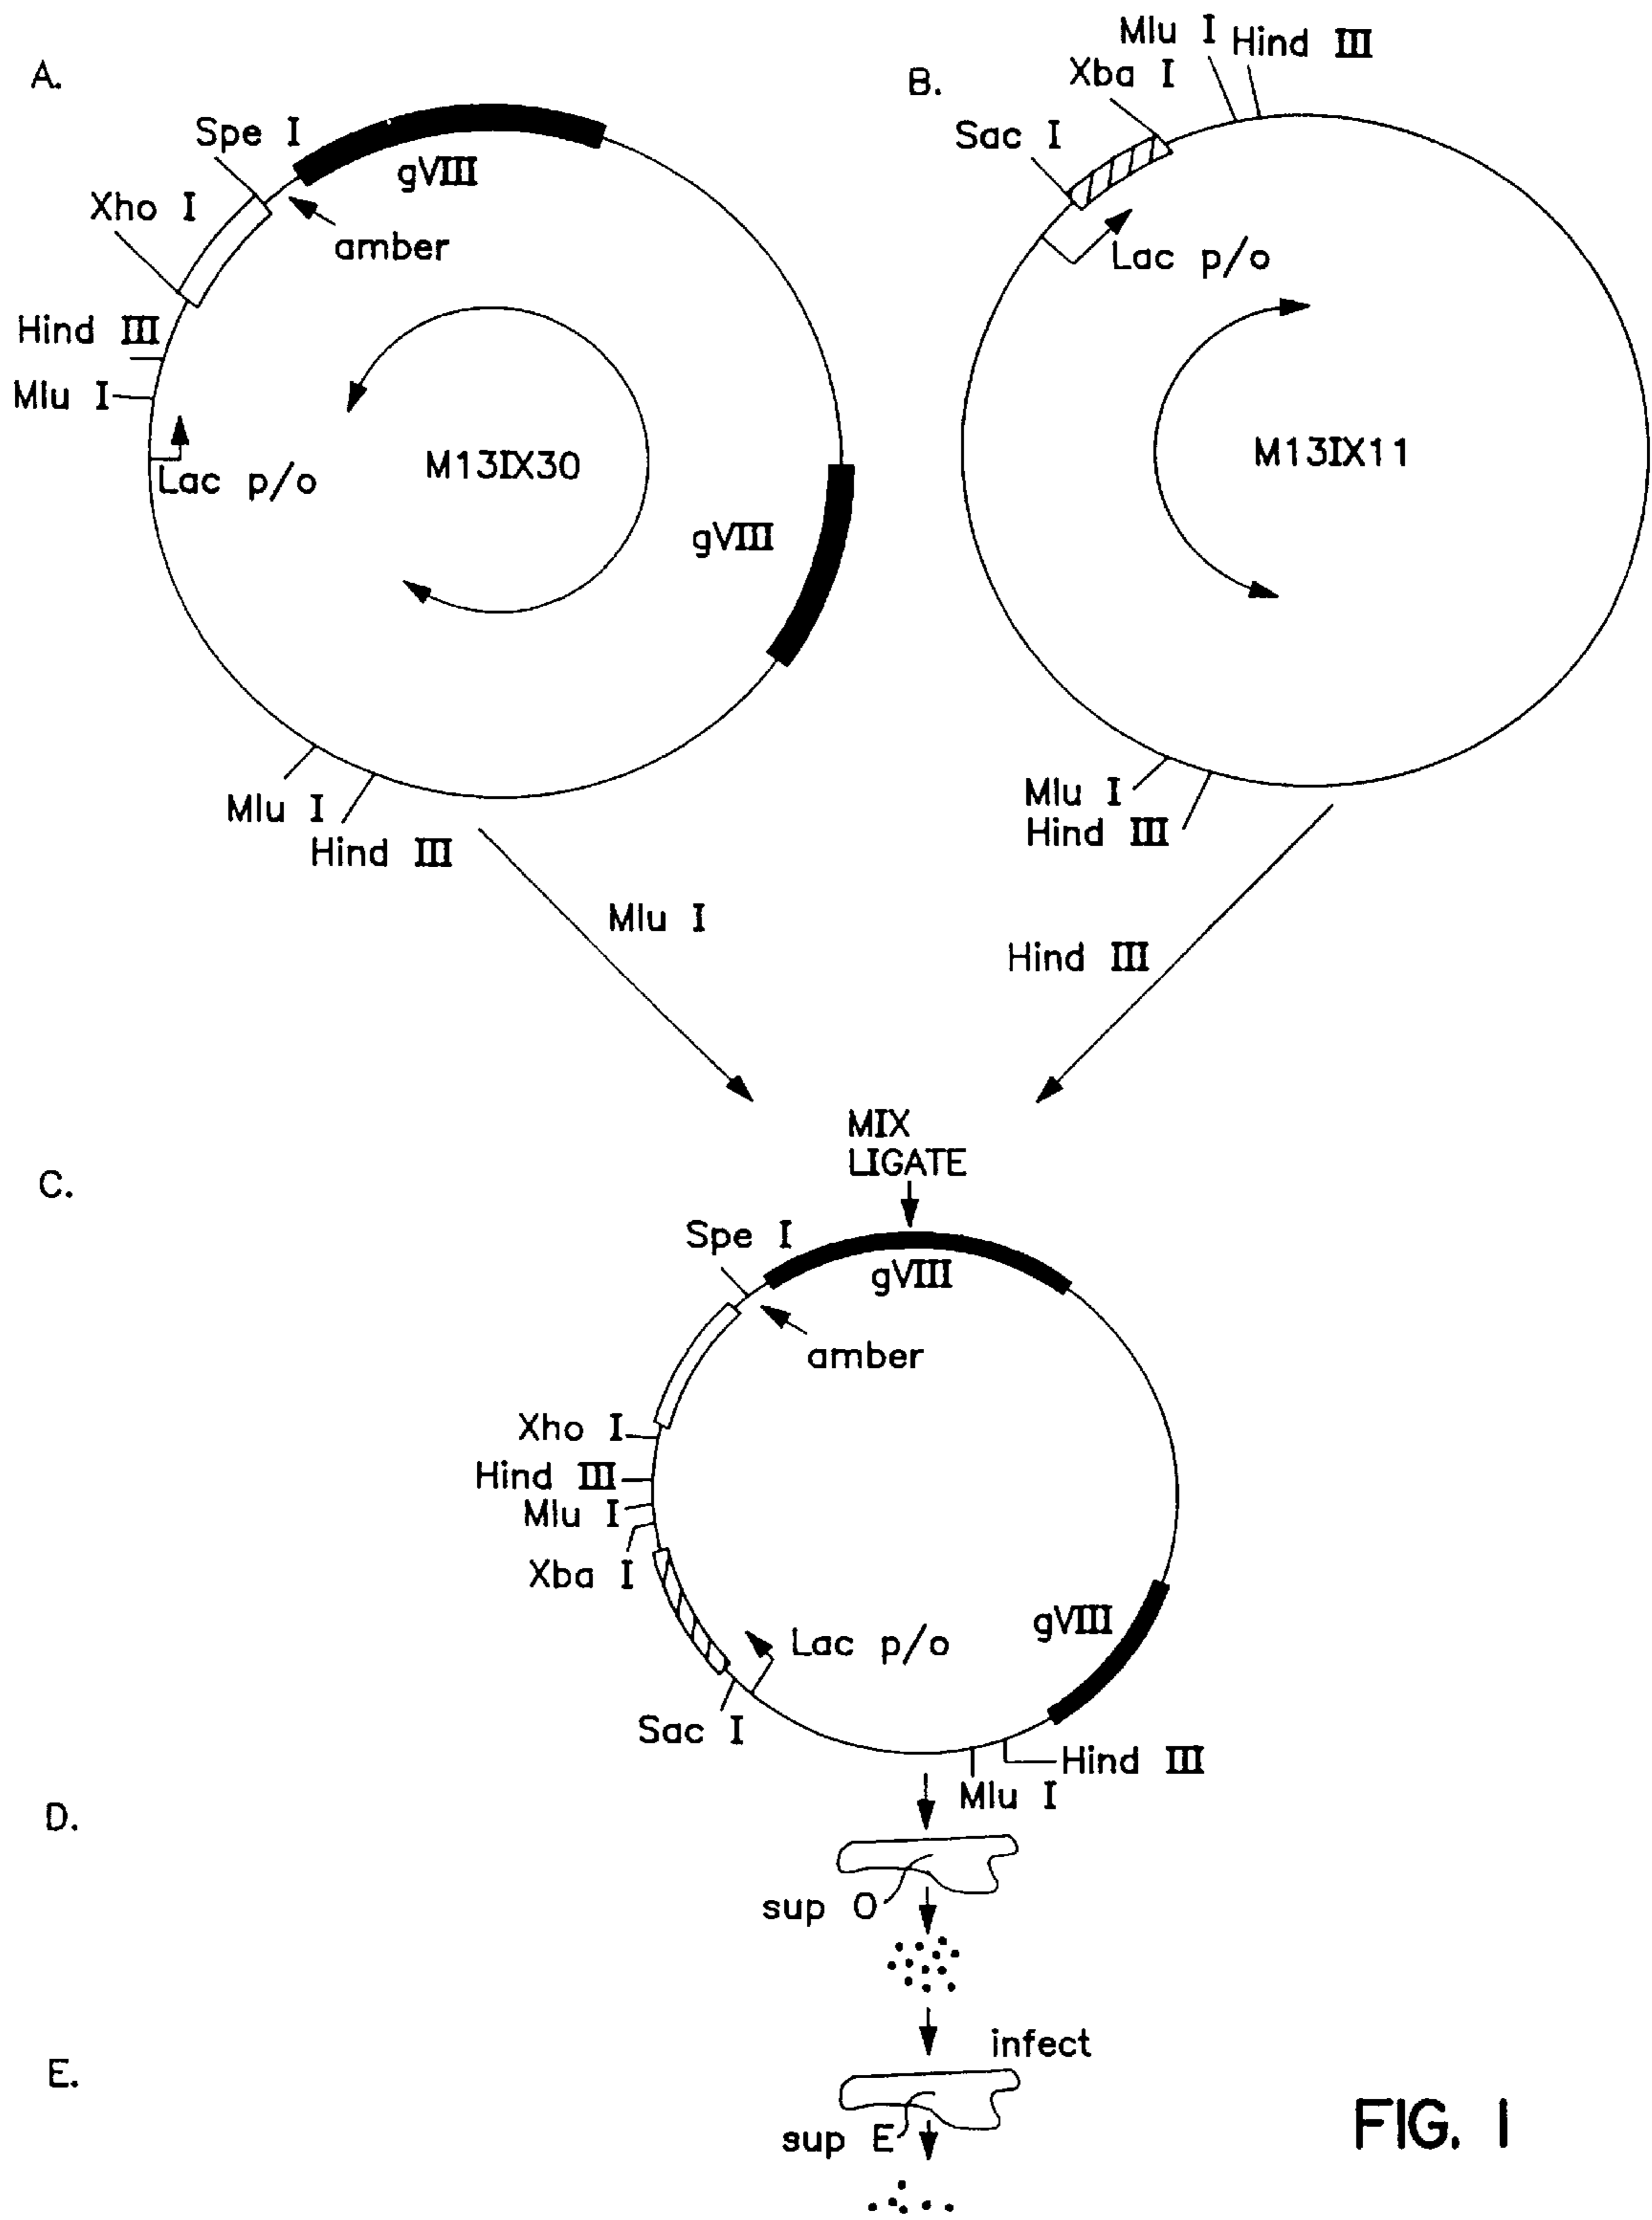 A.
Spe I
gVIII
Xho I
amber
Hind III
Mlu I
M13IX30
Lac p/o
gVIII
Mlu I
Hind III
B.
Mlu I
Hind III
Xba I
Sac I
Lac p/o
M13IX11
Mlu I
Hind III
Mlu I
Hind III
MIX
LIGATE
C.
Spe I
gVIII
amber
Xho I
Hind III
Mlu I
Xba I
Lac p/o
gVIII
Sac I
Hind III
Mlu I
D.
sup O
infect
E.
sup E
FIG. 1